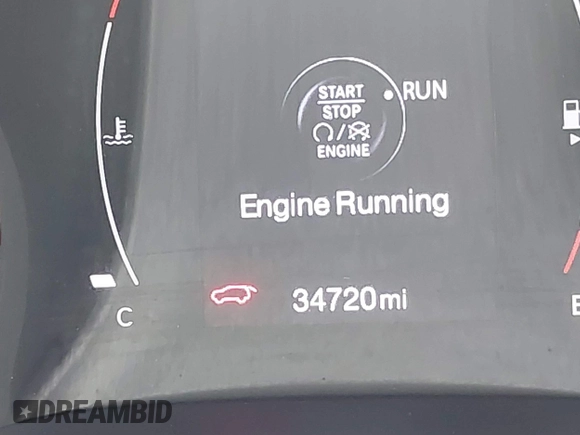 START
STOP
ENGINE
RUN
Engine Running
34720mi
C
E
DREAMBID